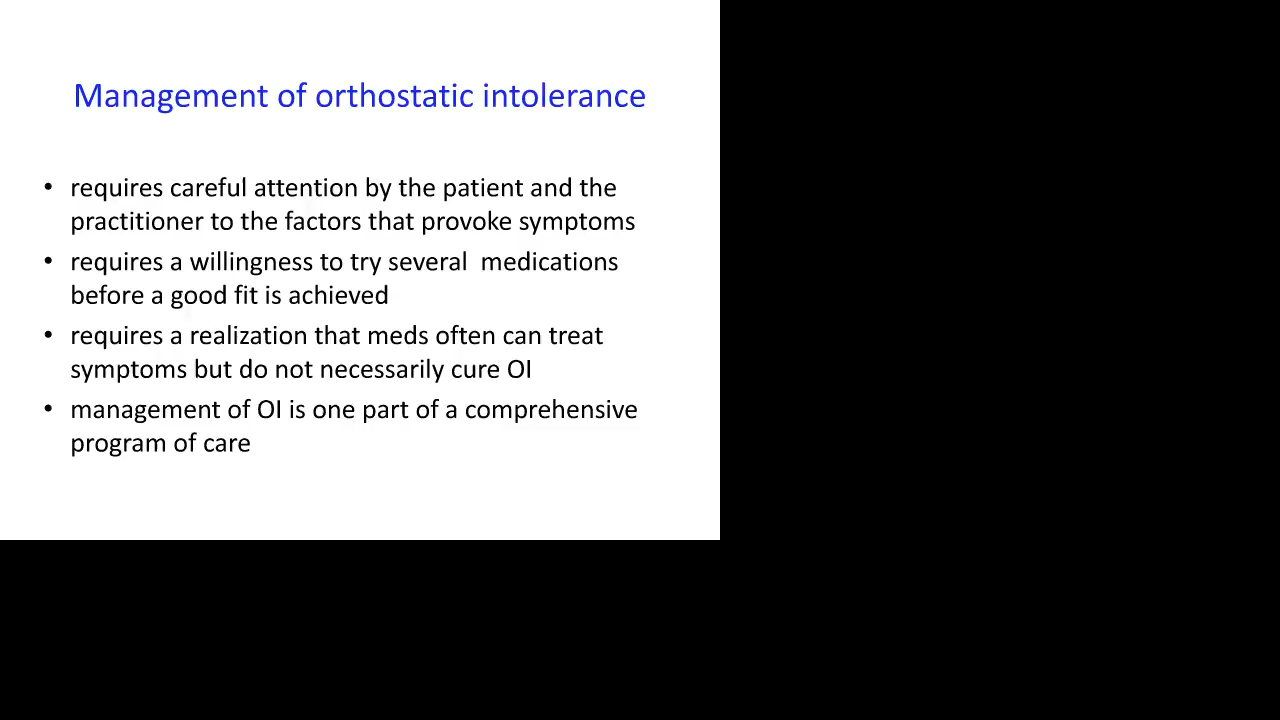 Management of orthostatic intolerance
• requires careful attention by the patient and the
practitioner to the factors that provoke symptoms
• requires a willingness to try several  medications
before a good fit is achieved
• requires a realization that meds often can treat
symptoms but do not necessarily cure OI
• management of OI is one part of a comprehensive
program of care